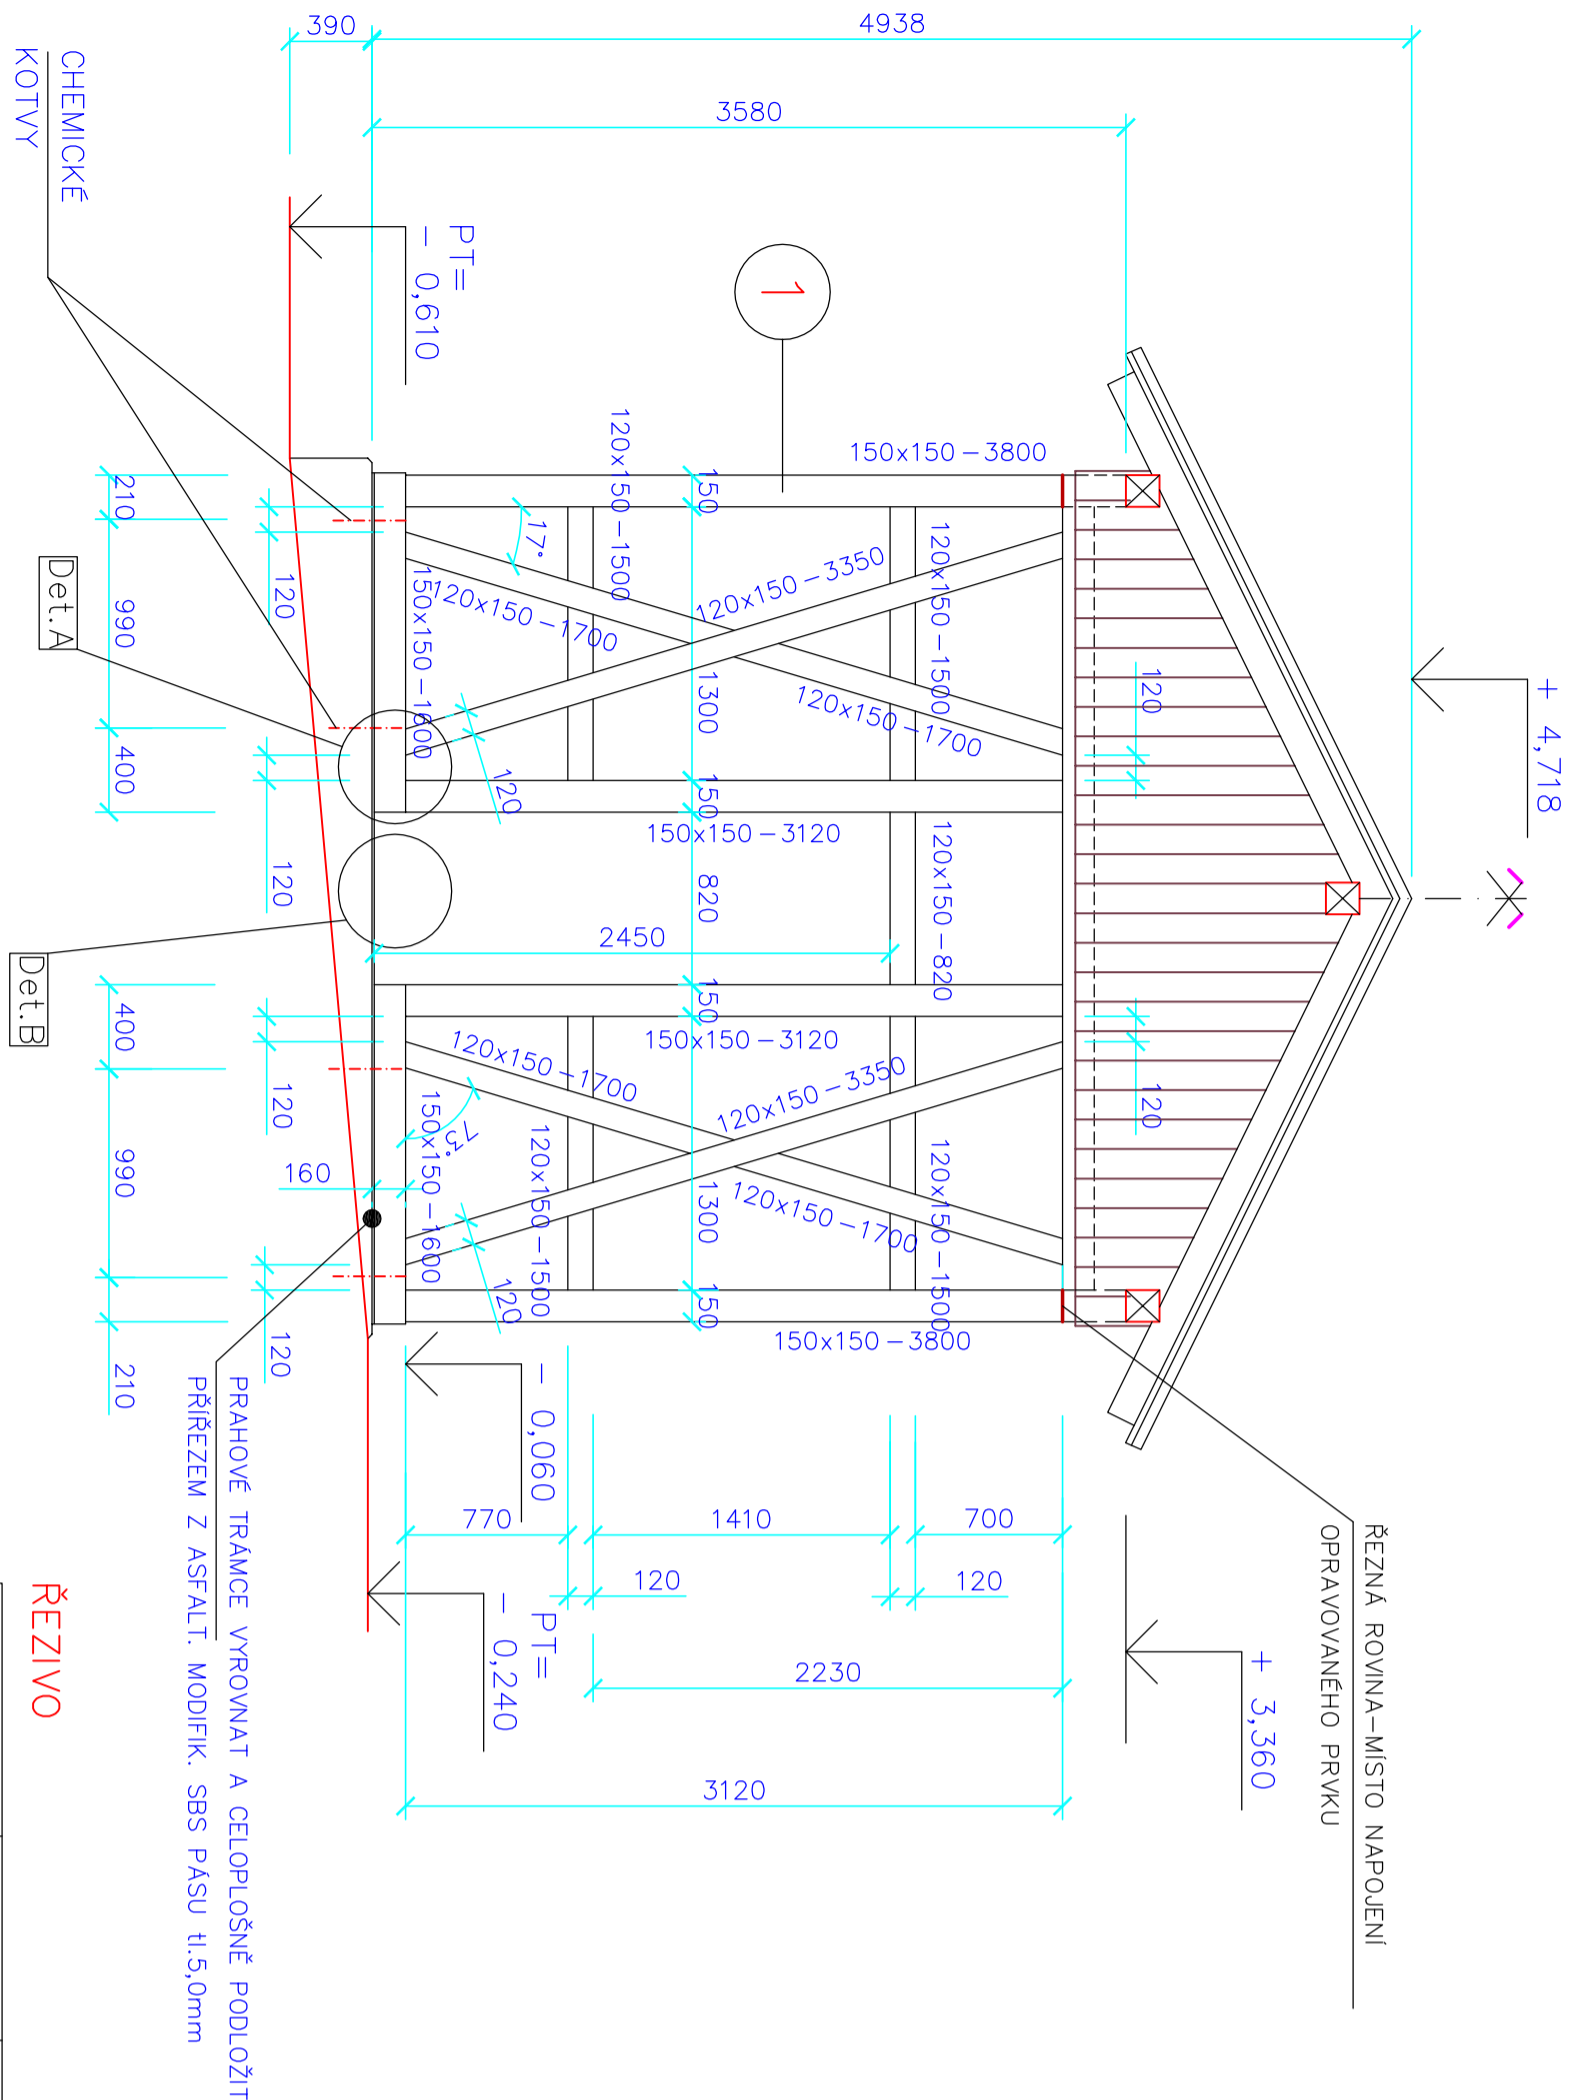 + 4,718
ŘEZNÁ ROVINA–MÍSTO NAPOJENÍ
OPRAVOVANÉHO PRVKU
+ 3,360
4938
3580
390
150x150–3800
120
120
120x150–1500
120x150–820
120x150–1500
700
120
150
1300
150
820
150
1300
150
120x150–3350
120x150–1700
150x150–3120
2450
150x150–3120
120x150–3350
120x150–1700
150x150–3800
1410
2230
3120
1
120x150–1500
17°
120x150–1700
150x150–1600
120
120x150–1700
73°
150x150–1600
120x150–1500
120
120
770
PT=
– 0,610
– 0,060
PT=
– 0,240
160
120
120
120
120
210
990
400
400
990
210
CHEMICKÉ
KOTVY
Det.A
Det.B
PRAHOVÉ TRÁMCE VYROVNAT A CELOPLOŠNĚ PODLOŽIT
PŘÍŘEZEM Z ASFALT. MODIFIK. SBS PÁSU tl.5,0mm
ŘEZIVO